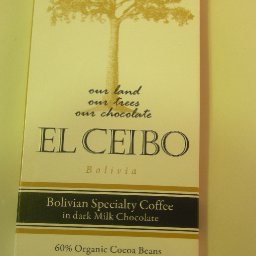 our land
our trees
our chocolate
EL CEIBO
Bolivia
Bolivian Specialty Coffee
in dark Milk Chocolate
60% Organic Cocoa Beans